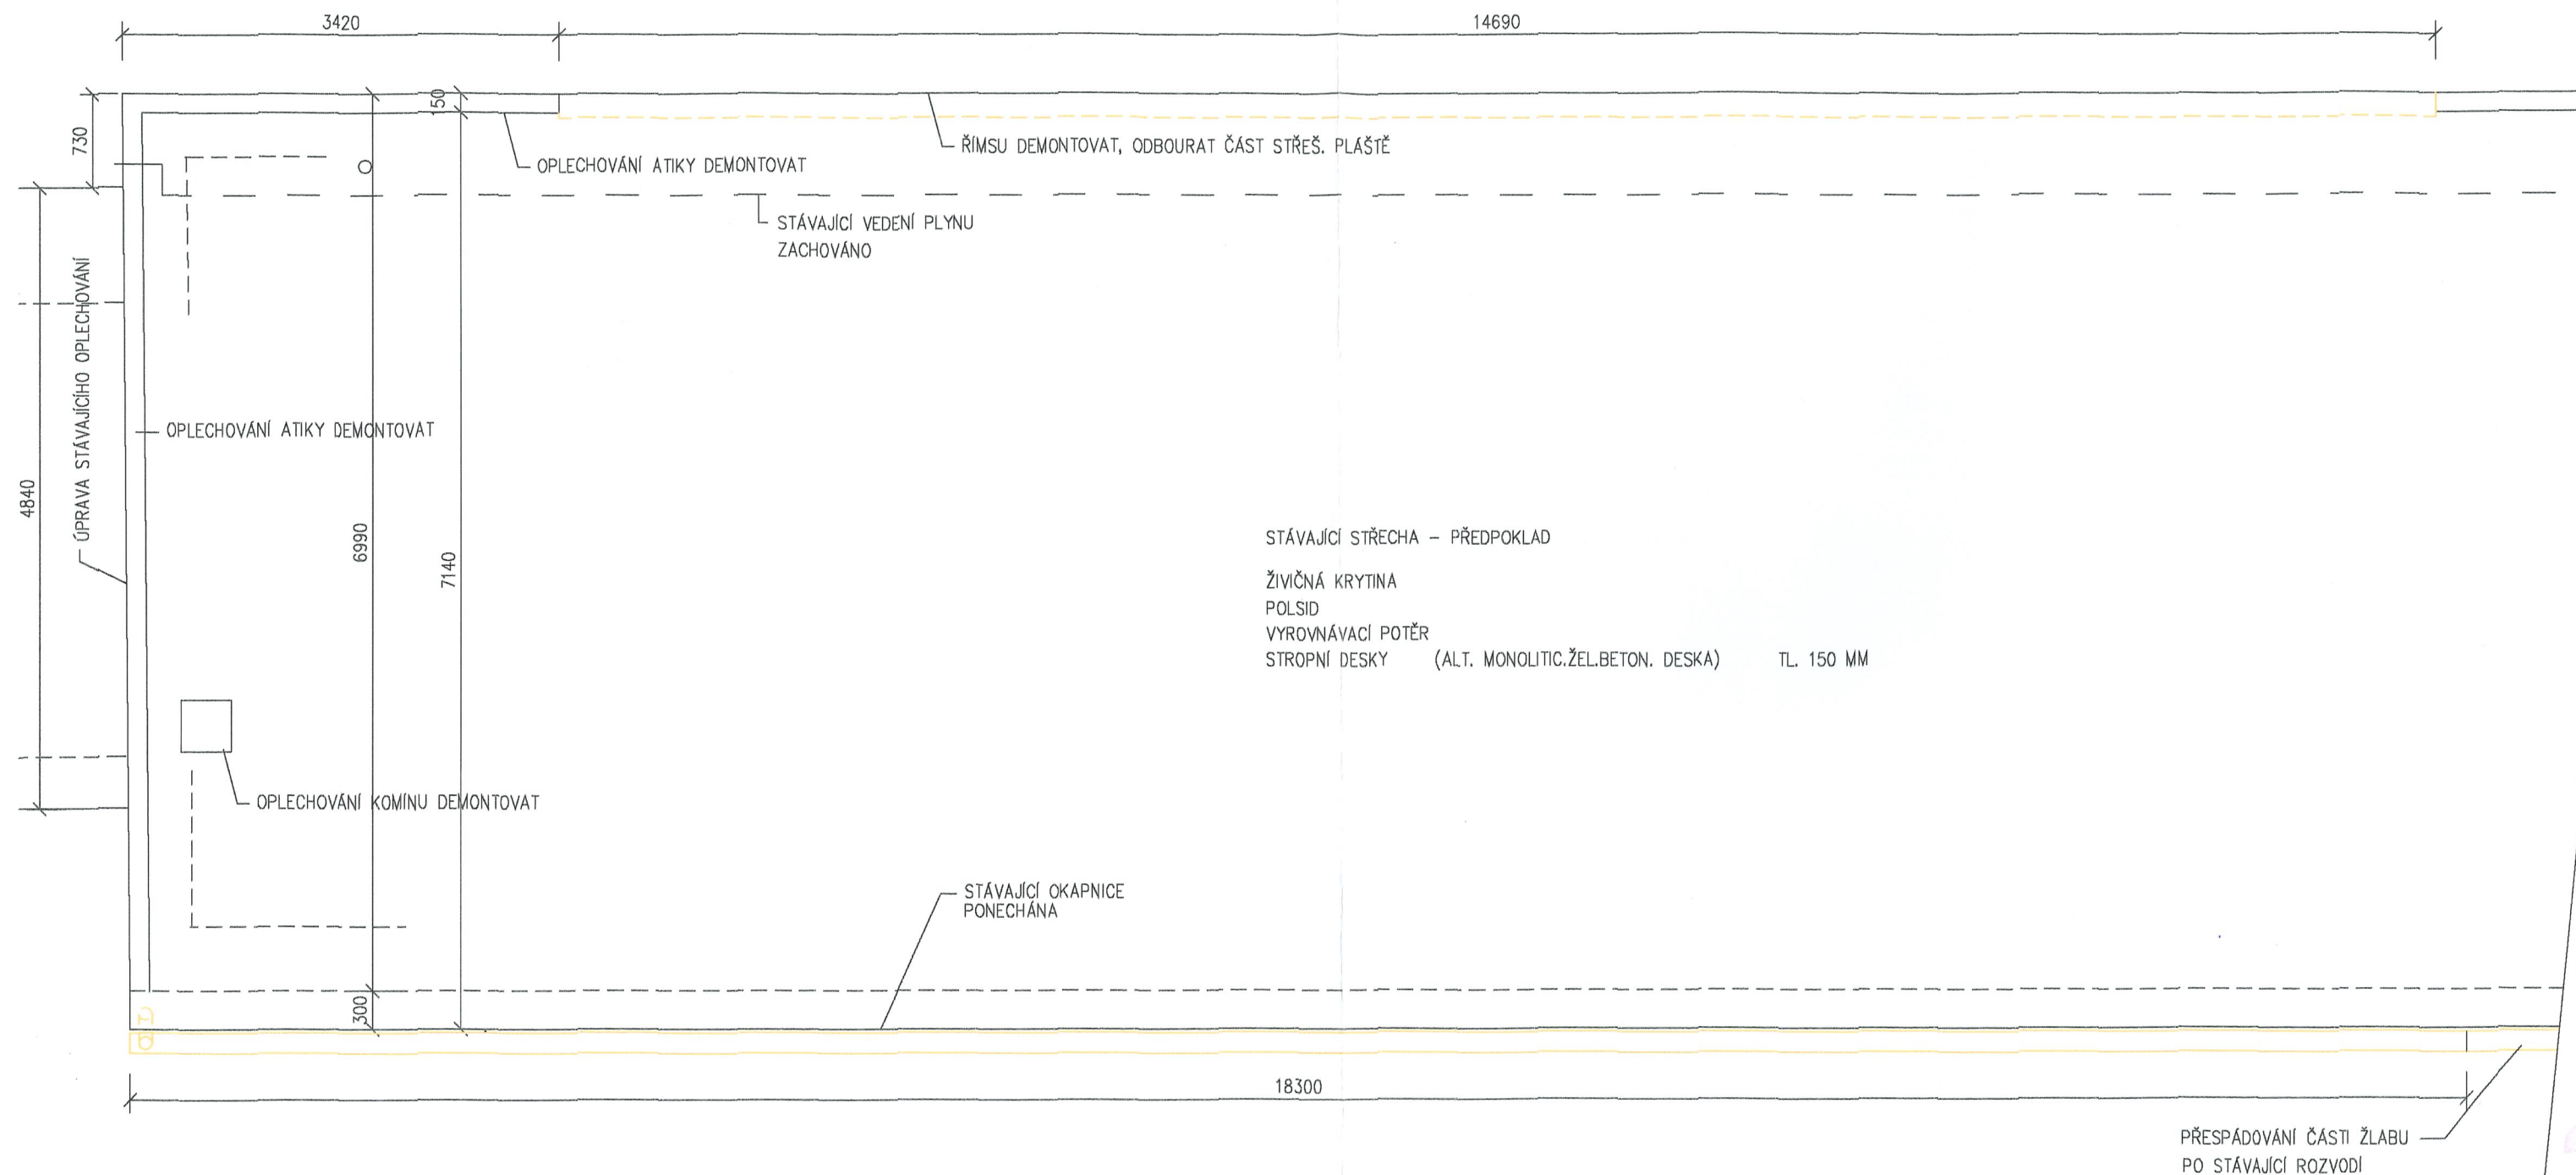 3420
14690
150
730
ŘÍMSU DEMONTOVAT, ODBOURAT ČÁST STŘEŠ. PLÁŠTĚ
OPLECHOVÁNÍ ATIKY DEMONTOVAT
STÁVAJÍCÍ VEDENÍ PLYNU
ZACHOVÁNO
ÚPRAVA STÁVAJÍCÍHO OPLECHOVÁNÍ
OPLECHOVÁNÍ ATIKY DEMONTOVAT
4840
6990
7140
STÁVAJÍCÍ STŘECHA – PŘEDPOKLAD
ŽIVIČNÁ KRYTINA
POLSID
VYROVNÁVACÍ POTĚR
STROPNÍ DESKY (ALT. MONOLITIC.ŽEL.BETON. DESKA) TL. 150 MM
OPLECHOVÁNÍ KOMÍNU DEMONTOVAT
STÁVAJÍCÍ OKAPNICE
PONECHÁNA
300
18300
PŘESPÁDOVÁNÍ ČÁSTI ŽLABU
PO STÁVAJÍCÍ ROZVODÍ